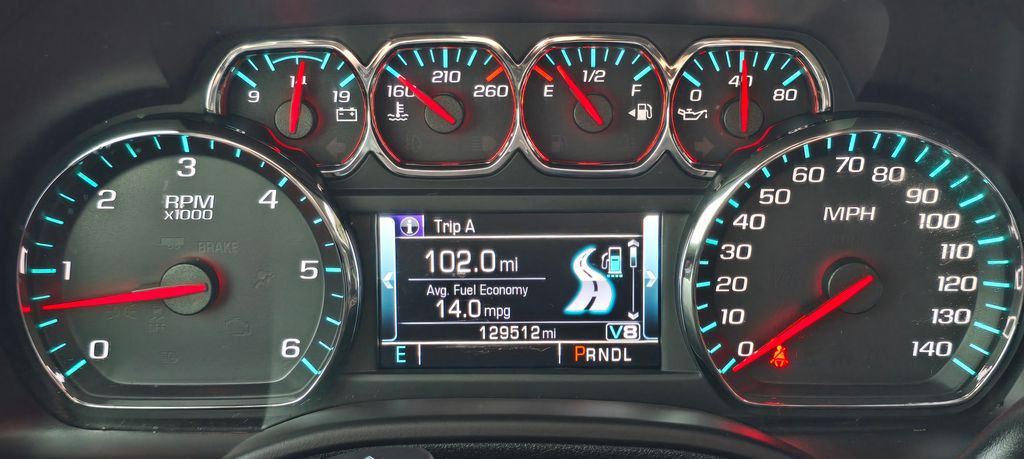 9 14 19
160 210 260
E 1/2 F
0 40 80
0 1 2 3 4 5 6
RPM
x1000
BRAKE
i Trip A
102.0 mi
Avg. Fuel Economy
14.0 mpg
129512 mi V8
E PRNDL
0 10 20 30 40 50 60 70 80 90 100 110 120 130 140
MPH